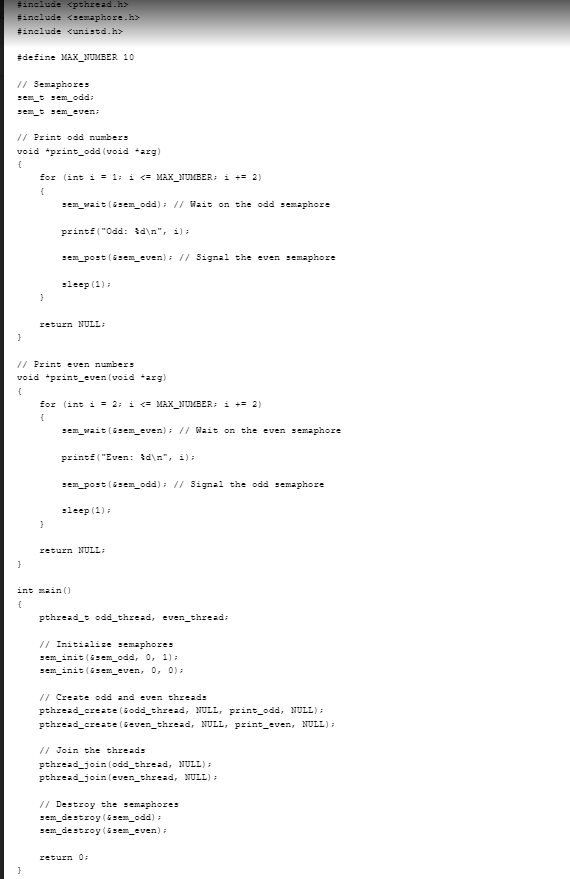 #include <pthread.h>
#include <semaphore.h>
#include <unistd.h>
#define MAX_NUMBER 10
// Semaphores
sem_t sem_odd;
sem_t sem_even;
// Print odd numbers
void *print_odd(void *arg)
{
for (int i = 1; i <= MAX_NUMBER; i += 2)
{
sem_wait(&sem_odd); // Wait on the odd semaphore
printf("Odd: %d\n", i);
sem_post(&sem_even); // Signal the even semaphore
sleep(1);
}
return NULL;
}
// Print even numbers
void *print_even(void *arg)
{
for (int i = 2; i <= MAX_NUMBER; i += 2)
{
sem_wait(&sem_even); // Wait on the even semaphore
printf("Even: %d\n", i);
sem_post(&sem_odd); // Signal the odd semaphore
sleep(1);
}
return NULL;
}
int main()
{
pthread_t odd_thread, even_thread;
// Initialize semaphores
sem_init(&sem_odd, 0, 1);
sem_init(&sem_even, 0, 0);
// Create odd and even threads
pthread_create(&odd_thread, NULL, print_odd, NULL);
pthread_create(&even_thread, NULL, print_even, NULL);
// Join the threads
pthread_join(odd_thread, NULL);
pthread_join(even_thread, NULL);
// Destroy the semaphores
sem_destroy(&sem_odd);
sem_destroy(&sem_even);
return 0;
}